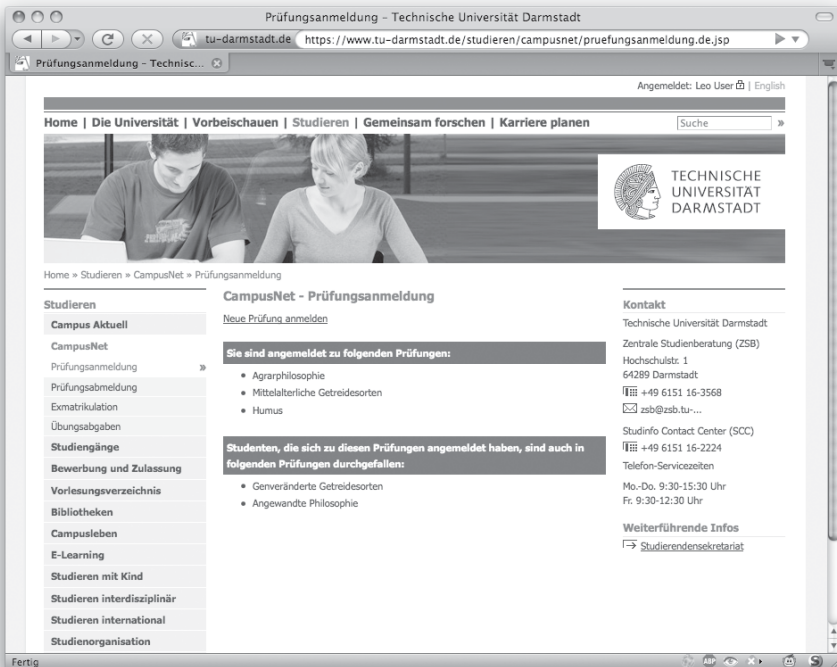 Prüfungsanmeldung – Technische Universität Darmstadt
tu-darmstadt.de https://www.tu-darmstadt.de/studieren/campusnet/pruefungsanmeldung.de.jsp
Prüfungsanmeldung – Technisc...
Angemeldet: Leo User | English
Home | Die Universität | Vorbeischauen | Studieren | Gemeinsam forschen | Karriere planen
Suche »
TECHNISCHE
UNIVERSITÄT
DARMSTADT
Home » Studieren » CampusNet » Prüfungsanmeldung
Studieren
Campus Aktuell
CampusNet
Prüfungsanmeldung »
Prüfungsabmeldung
Exmatrikulation
Übungsabgaben
Studiengänge
Bewerbung und Zulassung
Vorlesungsverzeichnis
Bibliotheken
Campusleben
E-Learning
Studieren mit Kind
Studieren interdisziplinär
Studieren international
Studienorganisation
CampusNet - Prüfungsanmeldung
Neue Prüfung anmelden
Sie sind angemeldet zu folgenden Prüfungen:
• Agrarphilosophie
• Mittelalterliche Getreidesorten
• Humus
Studenten, die sich zu diesen Prüfungen angemeldet haben, sind auch in
folgenden Prüfungen durchgefallen:
• Genveränderte Getreidesorten
• Angewandte Philosophie
Kontakt
Technische Universität Darmstadt
Zentrale Studienberatung (ZSB)
Hochschulstr. 1
64289 Darmstadt
+49 6151 16-3568
zsb@zsb.tu-...
Studinfo Contact Center (SCC)
+49 6151 16-2224
Telefon-Servicezeiten
Mo.-Do. 9:30-15:30 Uhr
Fr. 9:30-12:30 Uhr
Weiterführende Infos
Studierendensekretariat
Fertig
ABP